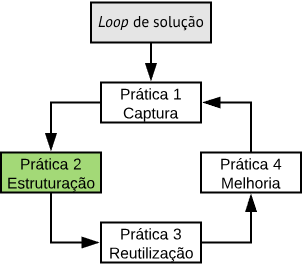 Loop de solução
Prática 1
Captura
Prática 2
Estruturação
Prática 4
Melhoria
Prática 3
Reutilização